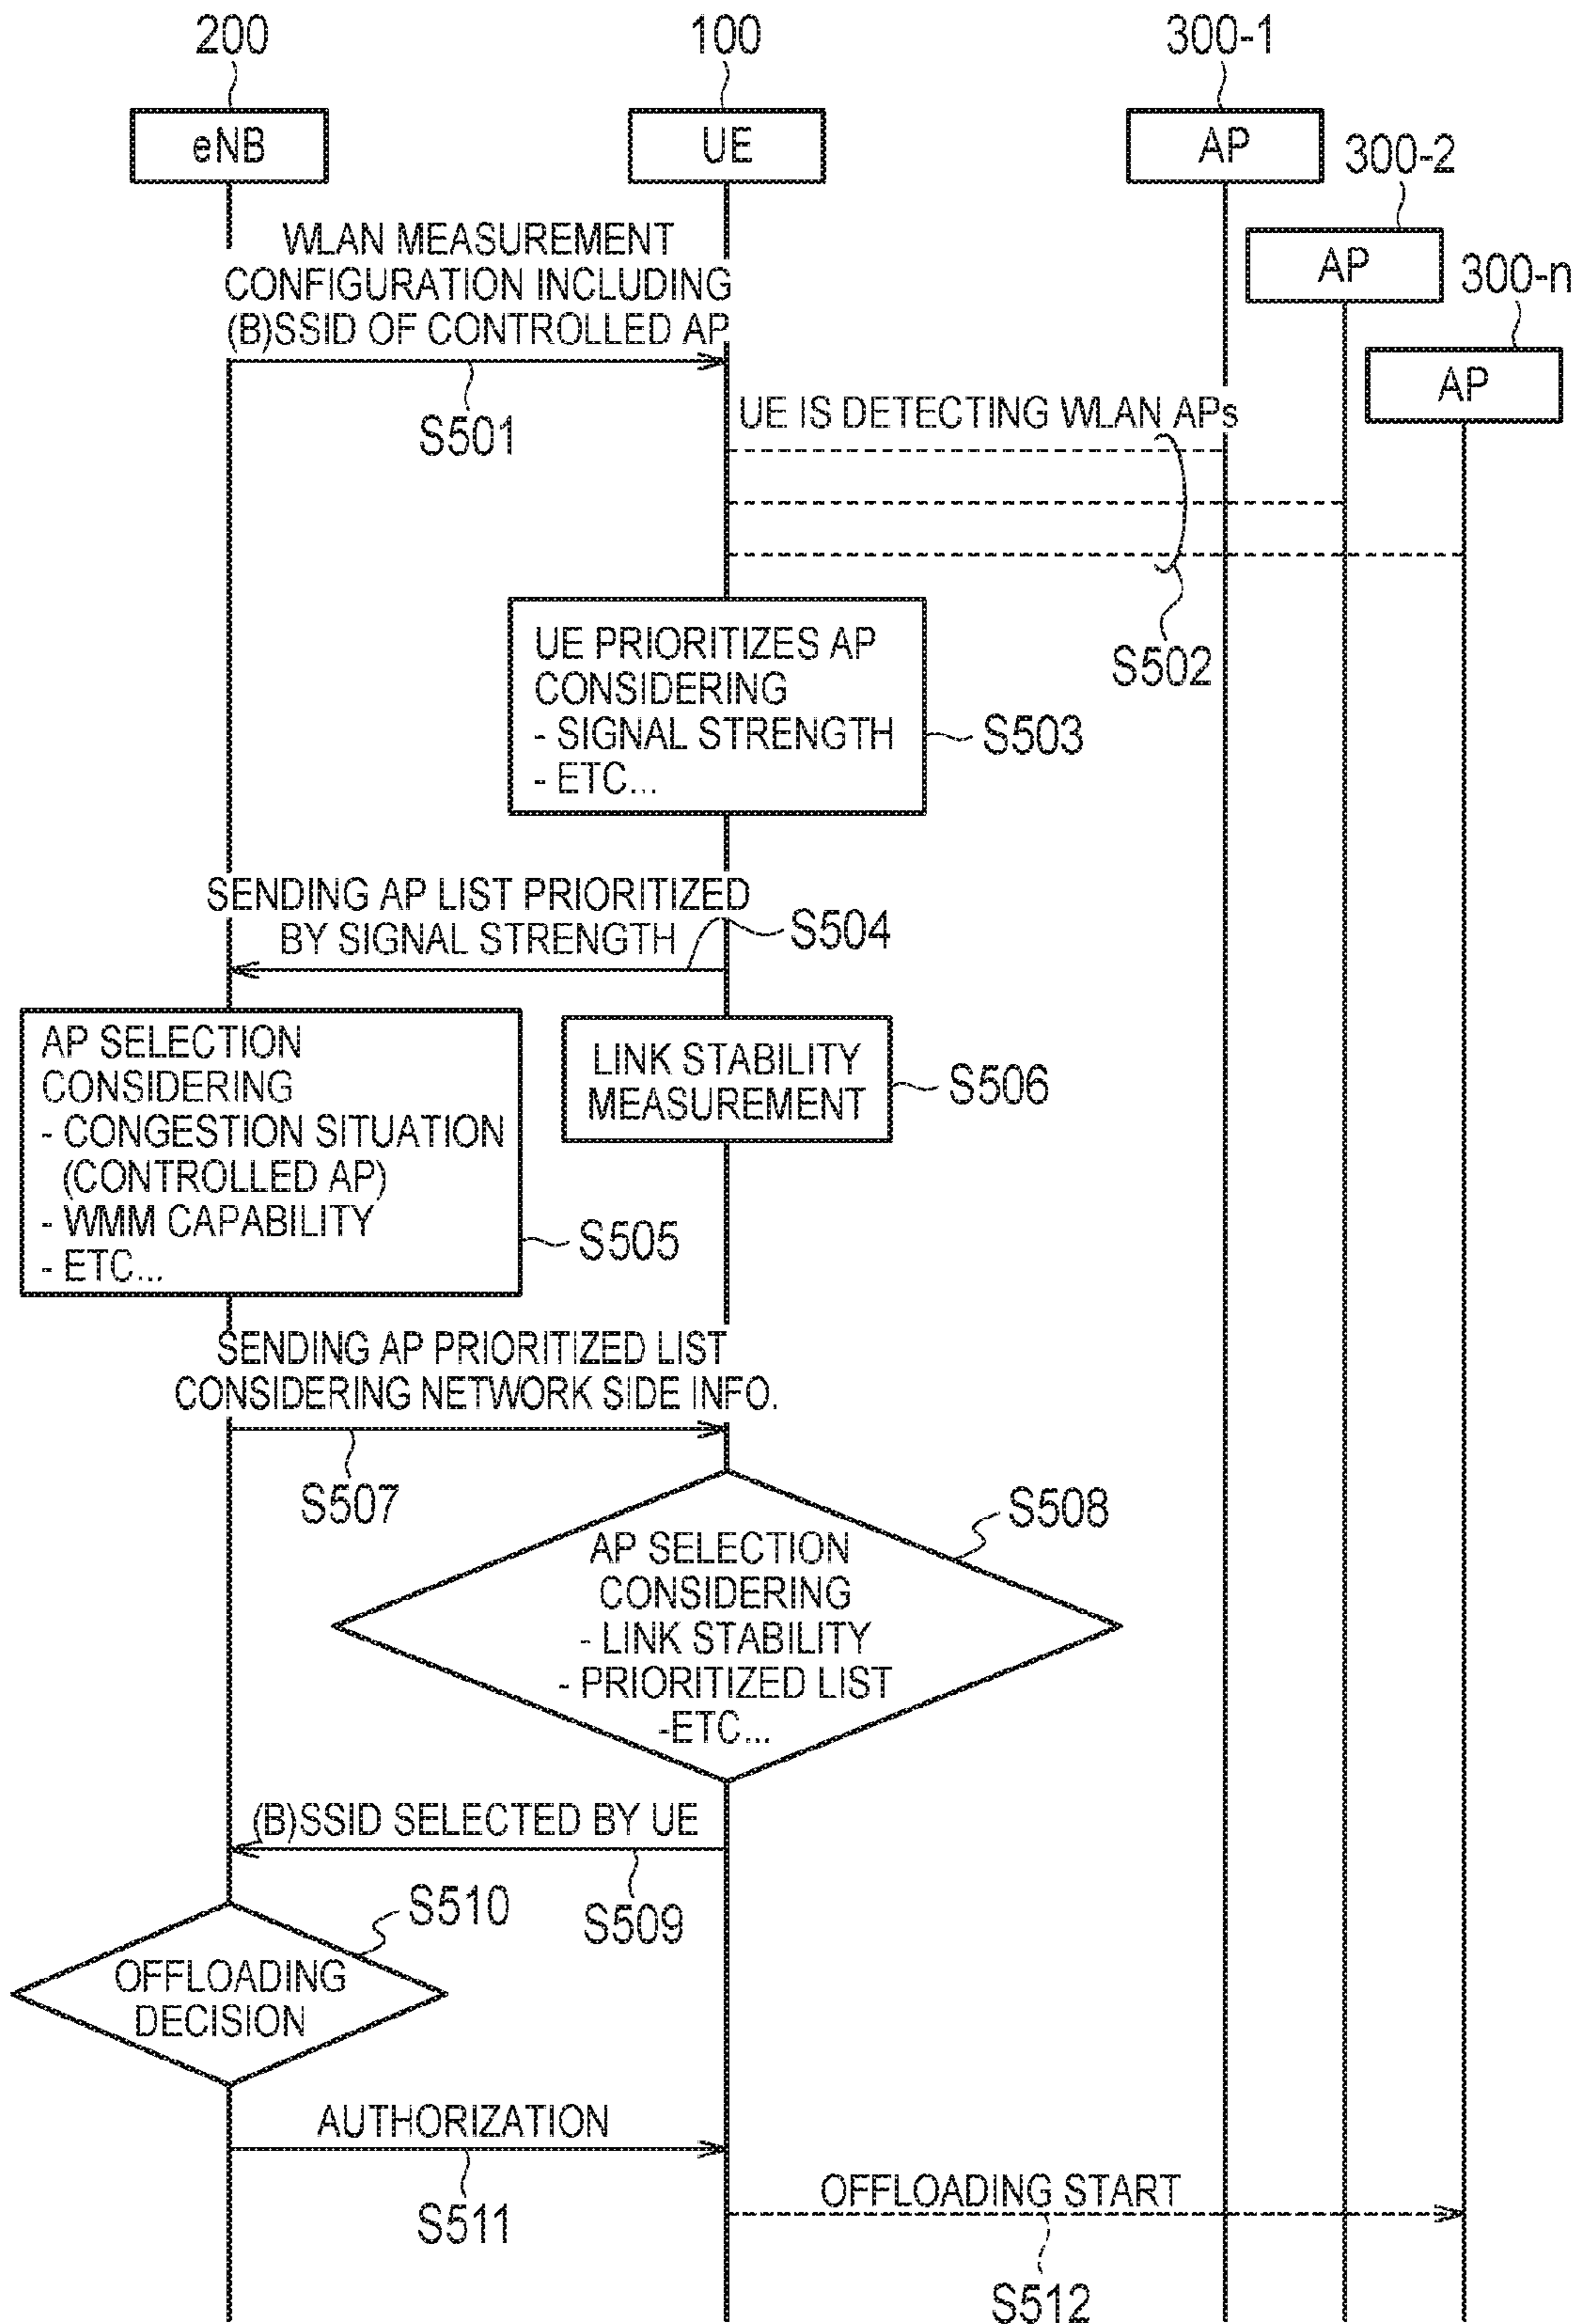 200
100
300-1
eNB
UE
AP
300-2
AP
300-n
AP
WLAN MEASUREMENT
CONFIGURATION INCLUDING
(B)SSID OF CONTROLLED AP
S501
UE IS DETECTING WLAN APs
S502
UE PRIORITIZES AP
CONSIDERING
- SIGNAL STRENGTH
- ETC...
S503
SENDING AP LIST PRIORITIZED
BY SIGNAL STRENGTH
S504
AP SELECTION
CONSIDERING
- CONGESTION SITUATION
(CONTROLLED AP)
- WMM CAPABILITY
- ETC...
S505
LINK STABILITY
MEASUREMENT
S506
SENDING AP PRIORITIZED LIST
CONSIDERING NETWORK SIDE INFO.
S507
AP SELECTION
CONSIDERING
- LINK STABILITY
- PRIORITIZED LIST
-ETC...
S508
(B)SSID SELECTED BY UE
S509
OFFLOADING
DECISION
S510
AUTHORIZATION
S511
OFFLOADING START
S512